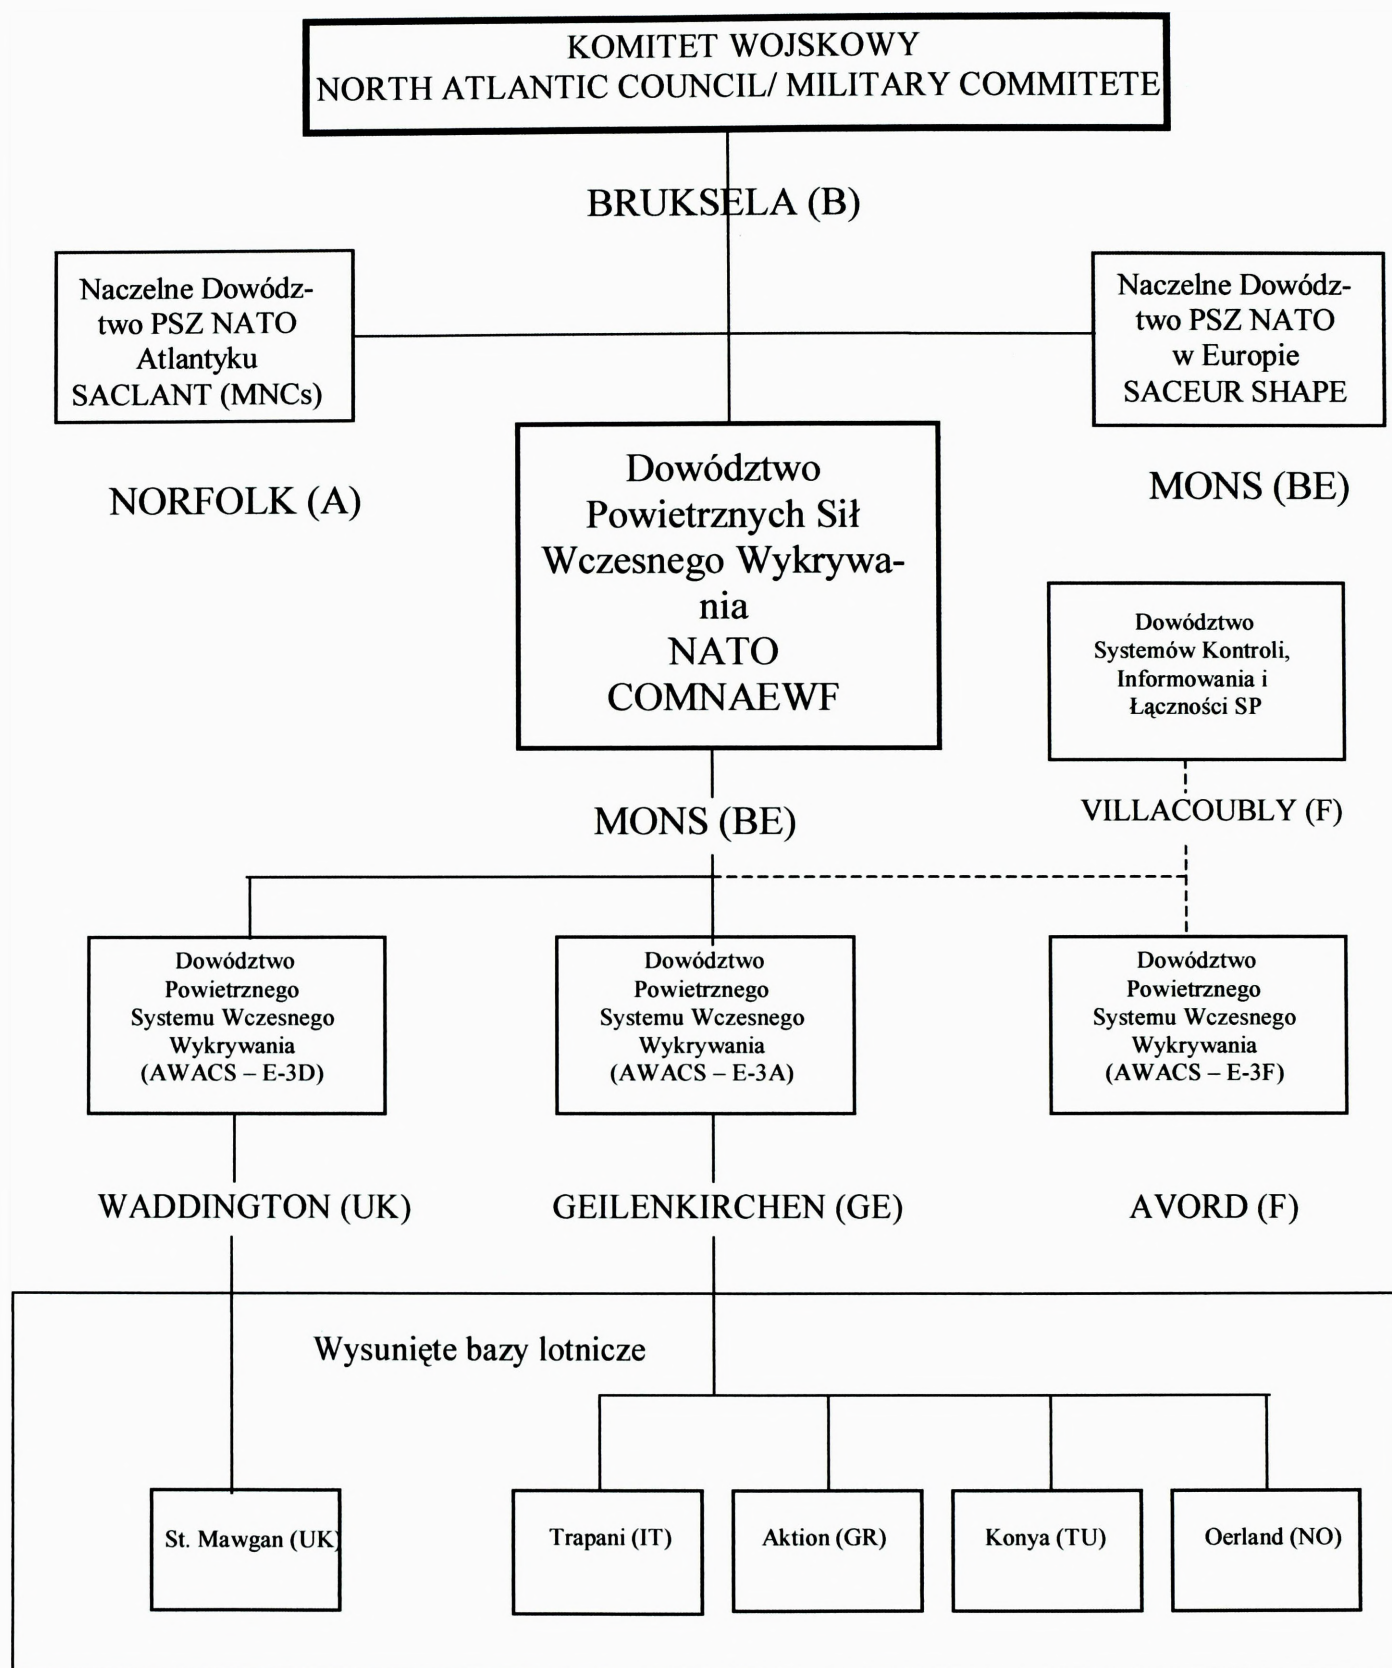 KOMITET WOJSKOWY
NORTH ATLANTIC COUNCIL/ MILITARY COMMITETE
BRUKSELA (B)
Naczelne Dowódz-
two PSZ NATO
Atlantyku
SACLANT (MNCs)
NORFOLK (A)
Naczelne Dowódz-
two PSZ NATO
w Europie
SACEUR SHAPE
MONS (BE)
Dowództwo
Powietrznych Sił
Wczesnego Wykrywa-
nia
NATO
COMNAEWF
MONS (BE)
Dowództwo
Systemów Kontroli,
Informowania i
Łączności SP
VILLACOUBLY (F)
Dowództwo
Powietrznego
Systemu Wczesnego
Wykrywania
(AWACS – E-3D)
WADDINGTON (UK)
Dowództwo
Powietrznego
Systemu Wczesnego
Wykrywania
(AWACS – E-3A)
GEILENKIRCHEN (GE)
Dowództwo
Powietrznego
Systemu Wczesnego
Wykrywania
(AWACS – E-3F)
AVORD (F)
Wysunięte bazy lotnicze
St. Mawgan (UK)
Trapani (IT)
Aktion (GR)
Konya (TU)
Oerland (NO)